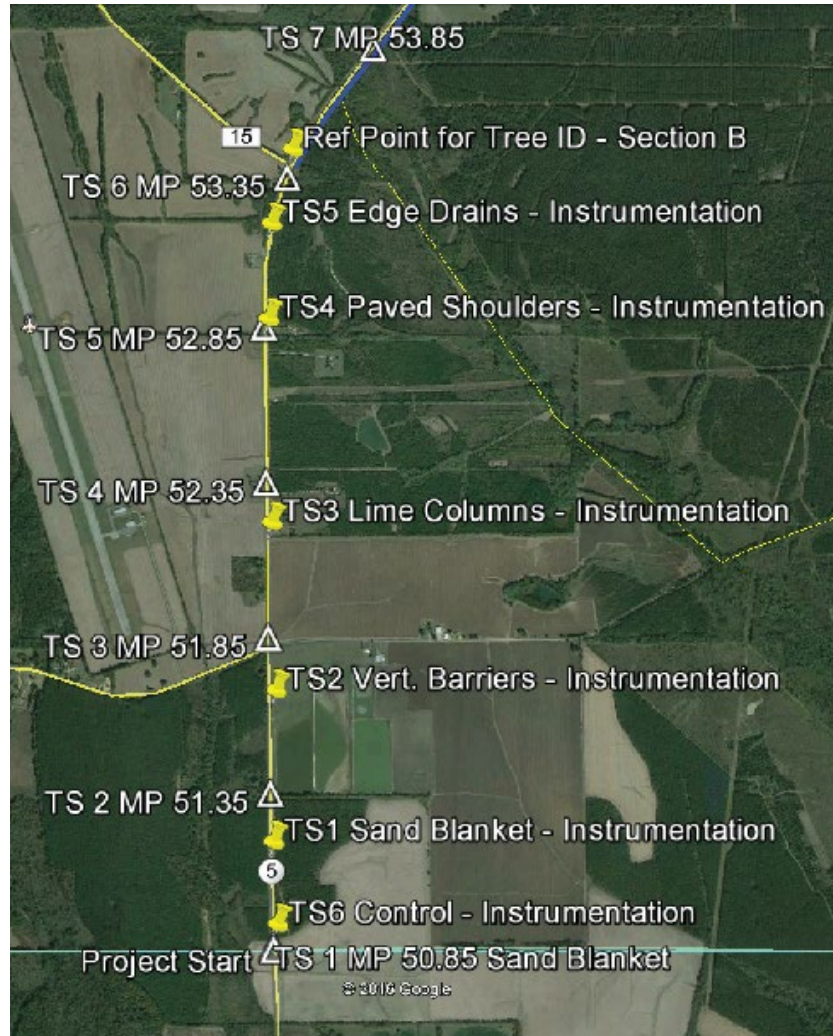 TS 7 MP 53.85
15
Ref Point for Tree ID - Section B
TS 6 MP 53.35
TS5 Edge Drains - Instrumentation
TS4 Paved Shoulders - Instrumentation
TS 5 MP 52.85
TS 4 MP 52.35
TS3 Lime Columns - Instrumentation
TS 3 MP 51.85
TS2 Vert. Barriers - Instrumentation
TS 2 MP 51.35
TS1 Sand Blanket - Instrumentation
5
TS6 Control - Instrumentation
Project Start
TS 1 MP 50.85 Sand Blanket
© 2016 Google